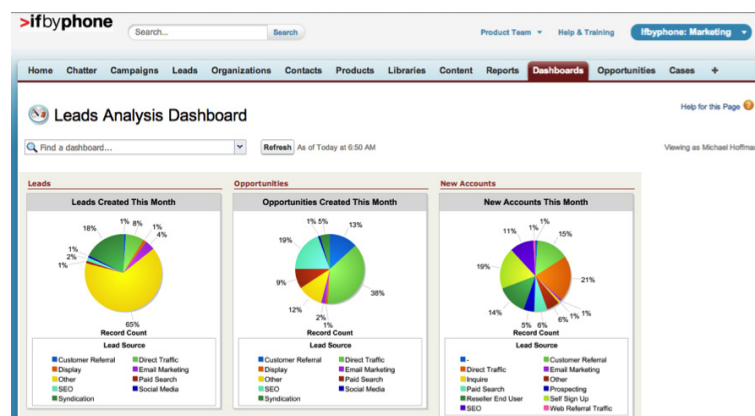 >ifbyphone
Search... Search
Product Team Help & Training Ifbyphone: Marketing
Home Chatter Campaigns Leads Organizations Contacts Products Libraries Content Reports Dashboards Opportunities Cases +
Leads Analysis Dashboard
Help for this Page
Find a dashboard... Refresh As of Today at 6:50 AM
Viewing as Michael Hoffma
Leads
Leads Created This Month
1% 8% 1% 4%
18%
1%
2%
1%
65%
Record Count
Lead Source
Customer Referral Direct Traffic
Display Email Marketing
Other Paid Search
SEO Social Media
Syndication
Opportunities
Opportunities Created This Month
1% 5% 13%
19%
9%
38%
12%
2%
1%
Record Count
Lead Source
Customer Referral Direct Traffic
Display Email Marketing
Other Paid Search
SEO Social Media
Syndication
New Accounts
New Accounts This Month
1%
11% 1% 15%
19%
21%
14%
5% 6% 6% 1% 1%
Record Count
Lead Source
- Customer Referral
Direct Traffic Email Marketing
Inquire Other
Paid Search Prospecting
Reseller End User Self Sign Up
SEO Web Referral Traffic